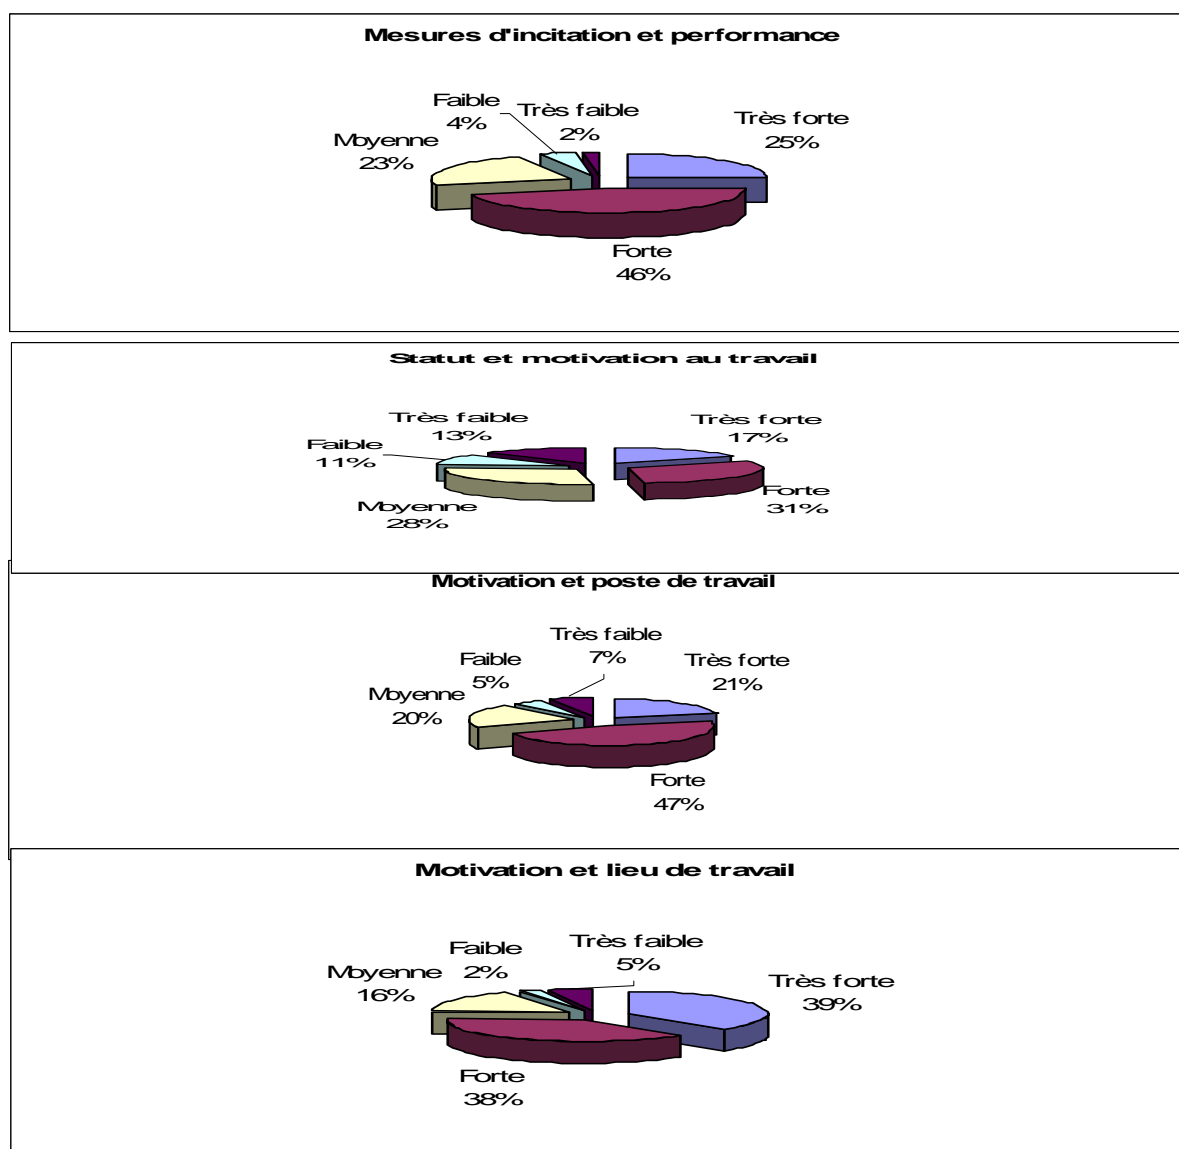 Mesures d'incitation et performance
Faible
4%
Très faible
2%
Très forte
25%
Moyenne
23%
Forte
46%
Statut et motivation au travail
Très faible
13%
Très forte
17%
Faible
11%
Forte
31%
Moyenne
28%
Motivation et poste de travail
Très faible
7%
Faible
5%
Très forte
21%
Moyenne
20%
Forte
47%
Motivation et lieu de travail
Faible
2%
Très faible
5%
Moyenne
16%
Très forte
39%
Forte
38%